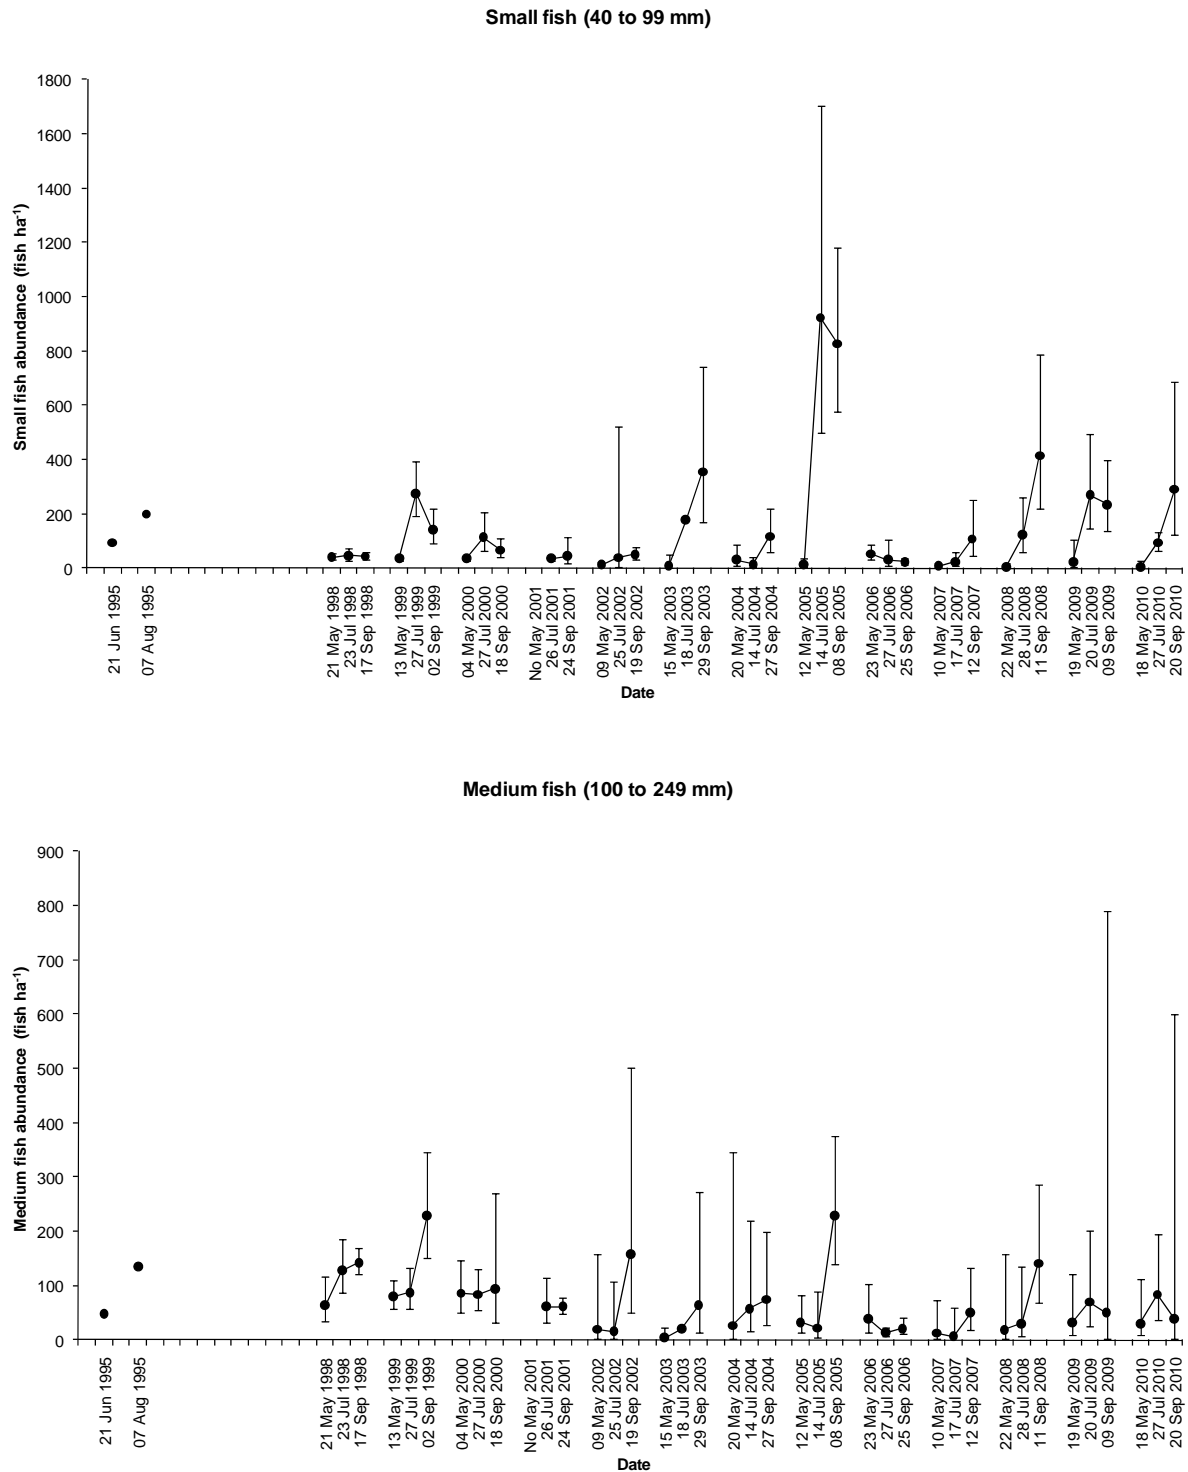 Small fish (40 to 99 mm)
Small fish abundance (fish ha⁻¹)
1800
1600
1400
1200
1000
800
600
400
200
0
21 Jun 1995
07 Aug 1995
21 May 1998
23 Jul 1998
17 Sep 1998
13 May 1999
27 Jul 1999
02 Sep 1999
04 May 2000
27 Jul 2000
18 Sep 2000
No May 2001
26 Jul 2001
24 Sep 2001
09 May 2002
25 Jul 2002
19 Sep 2002
15 May 2003
18 Jul 2003
29 Sep 2003
20 May 2004
14 Jul 2004
27 Sep 2004
12 May 2005
14 Jul 2005
08 Sep 2005
23 May 2006
27 Jul 2006
25 Sep 2006
10 May 2007
17 Jul 2007
12 Sep 2007
22 May 2008
28 Jul 2008
11 Sep 2008
19 May 2009
20 Jul 2009
09 Sep 2009
18 May 2010
27 Jul 2010
20 Sep 2010
Date
Medium fish (100 to 249 mm)
Medium fish abundance (fish ha⁻¹)
900
800
700
600
500
400
300
200
100
0
21 Jun 1995
07 Aug 1995
21 May 1998
23 Jul 1998
17 Sep 1998
13 May 1999
27 Jul 1999
02 Sep 1999
04 May 2000
27 Jul 2000
18 Sep 2000
No May 2001
26 Jul 2001
24 Sep 2001
09 May 2002
25 Jul 2002
19 Sep 2002
15 May 2003
18 Jul 2003
29 Sep 2003
20 May 2004
14 Jul 2004
27 Sep 2004
12 May 2005
14 Jul 2005
08 Sep 2005
23 May 2006
27 Jul 2006
25 Sep 2006
10 May 2007
17 Jul 2007
12 Sep 2007
22 May 2008
28 Jul 2008
11 Sep 2008
19 May 2009
20 Jul 2009
09 Sep 2009
18 May 2010
27 Jul 2010
20 Sep 2010
Date